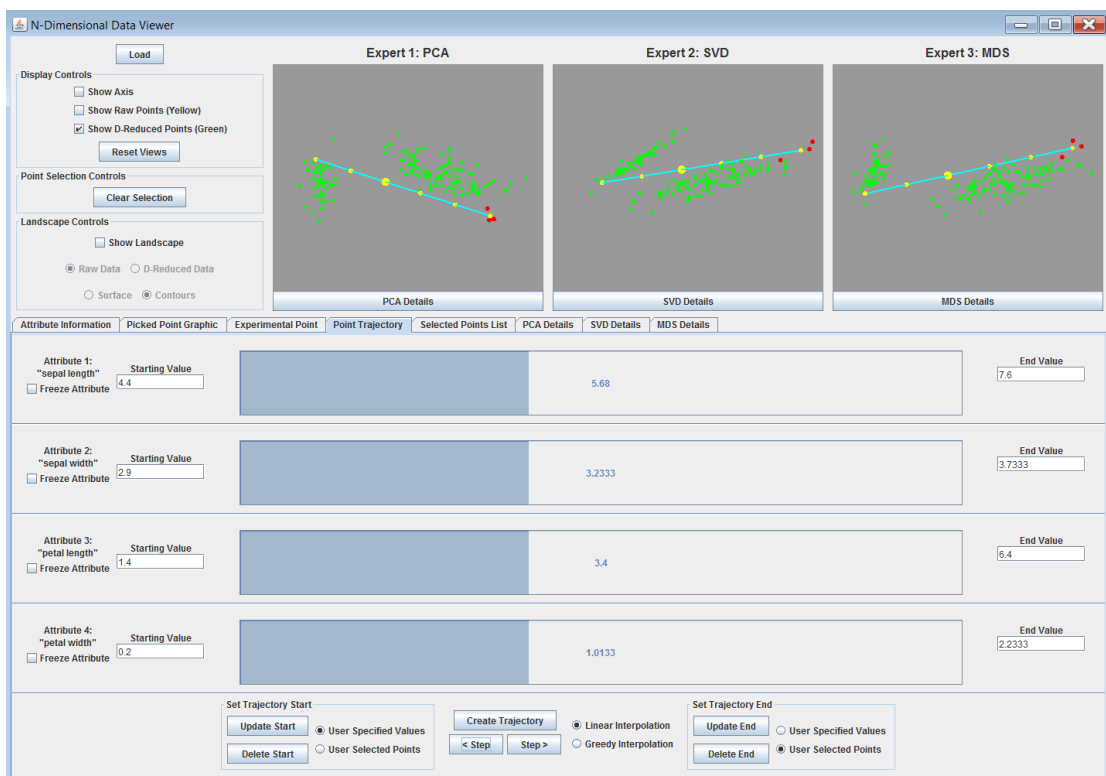 N-Dimensional Data Viewer
Load
Display Controls
Show Axis
Show Raw Points (Yellow)
Show D-Reduced Points (Green)
Reset Views
Point Selection Controls
Clear Selection
Landscape Controls
Show Landscape
Raw Data D-Reduced Data
Surface Contours
Expert 1: PCA
PCA Details
Expert 2: SVD
SVD Details
Expert 3: MDS
MDS Details
Attribute Information Picked Point Graphic Experimental Point Point Trajectory Selected Points List PCA Details SVD Details MDS Details
Attribute 1:
"sepal length"
Freeze Attribute
Starting Value
4.4
5.68
End Value
7.6
Attribute 2:
"sepal width"
Freeze Attribute
Starting Value
2.9
3.2333
End Value
3.7333
Attribute 3:
"petal length"
Freeze Attribute
Starting Value
1.4
3.4
End Value
6.4
Attribute 4:
"petal width"
Freeze Attribute
Starting Value
0.2
1.0133
End Value
2.2333
Set Trajectory Start
Update Start
User Specified Values
Delete Start
User Selected Points
Create Trajectory
< Step Step >
Linear Interpolation
Greedy Interpolation
Set Trajectory End
Update End
User Specified Values
Delete End
User Selected Points